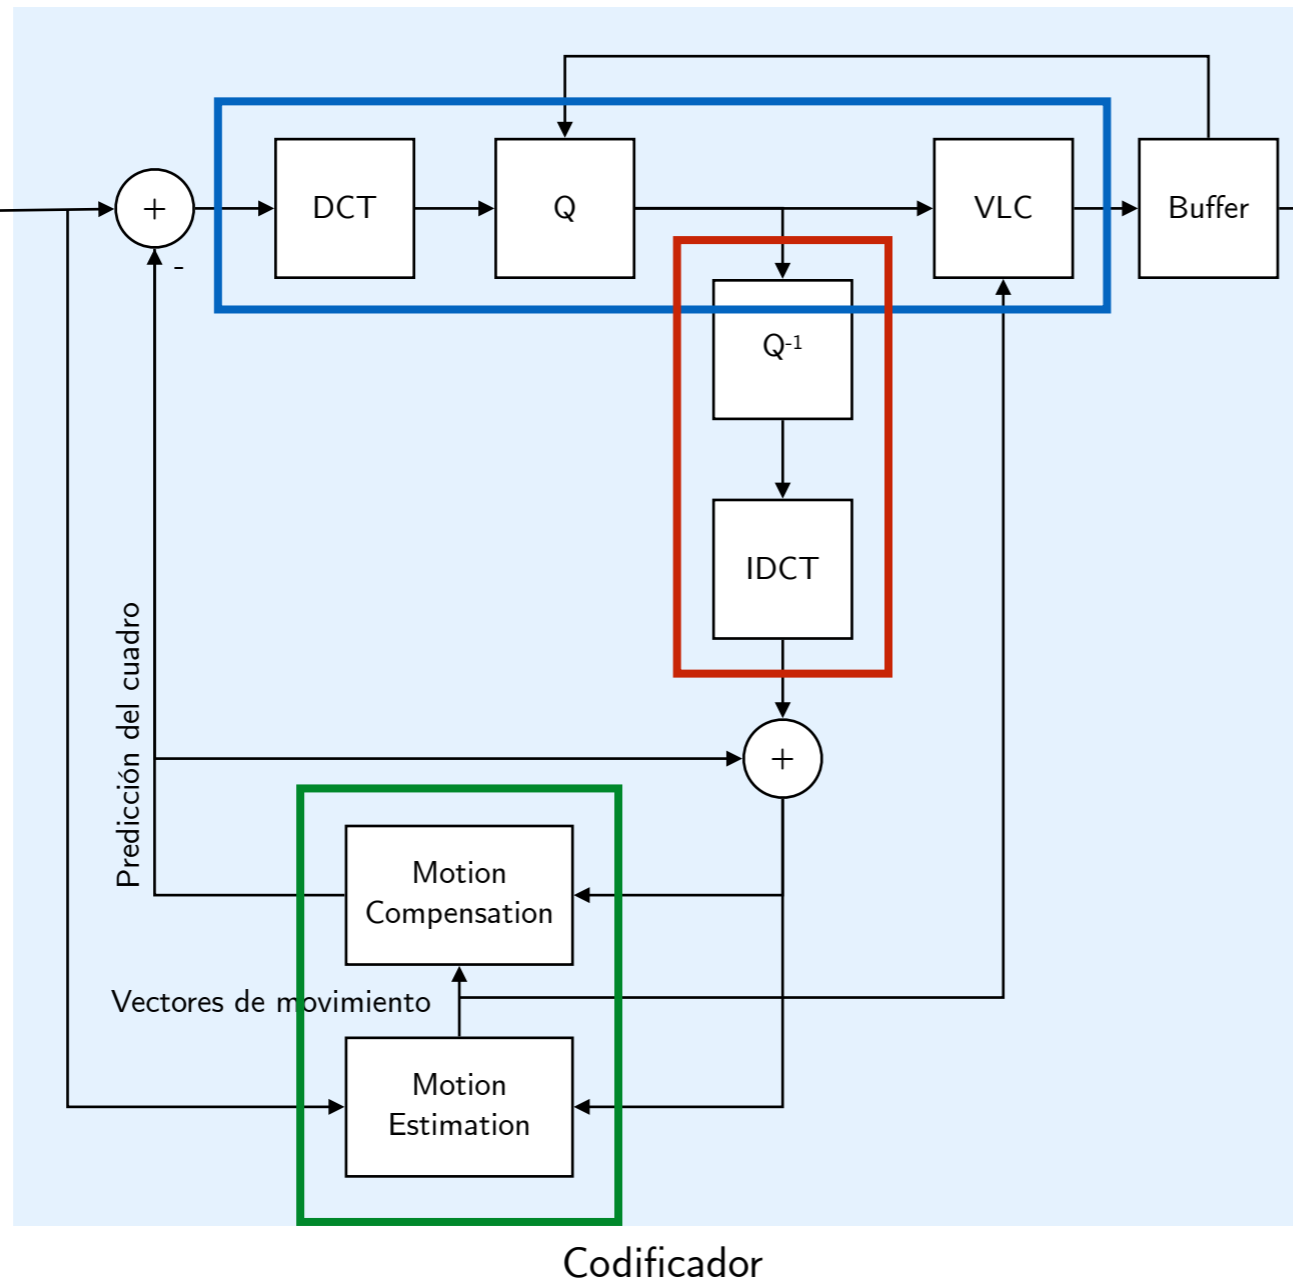 +
DCT
Q
VLC
Buffer
-
Q-1
IDCT
Predicción del cuadro
+
Motion
Compensation
Vectores de movimiento
Motion
Estimation
Codificador